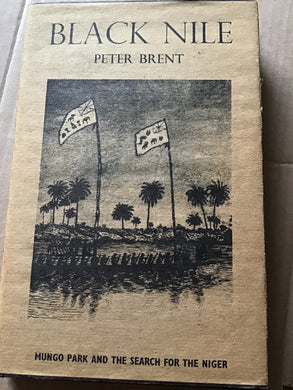 BLACK NILE
PETER BRENT
MUNGO PARK AND THE SEARCH FOR THE NIGER